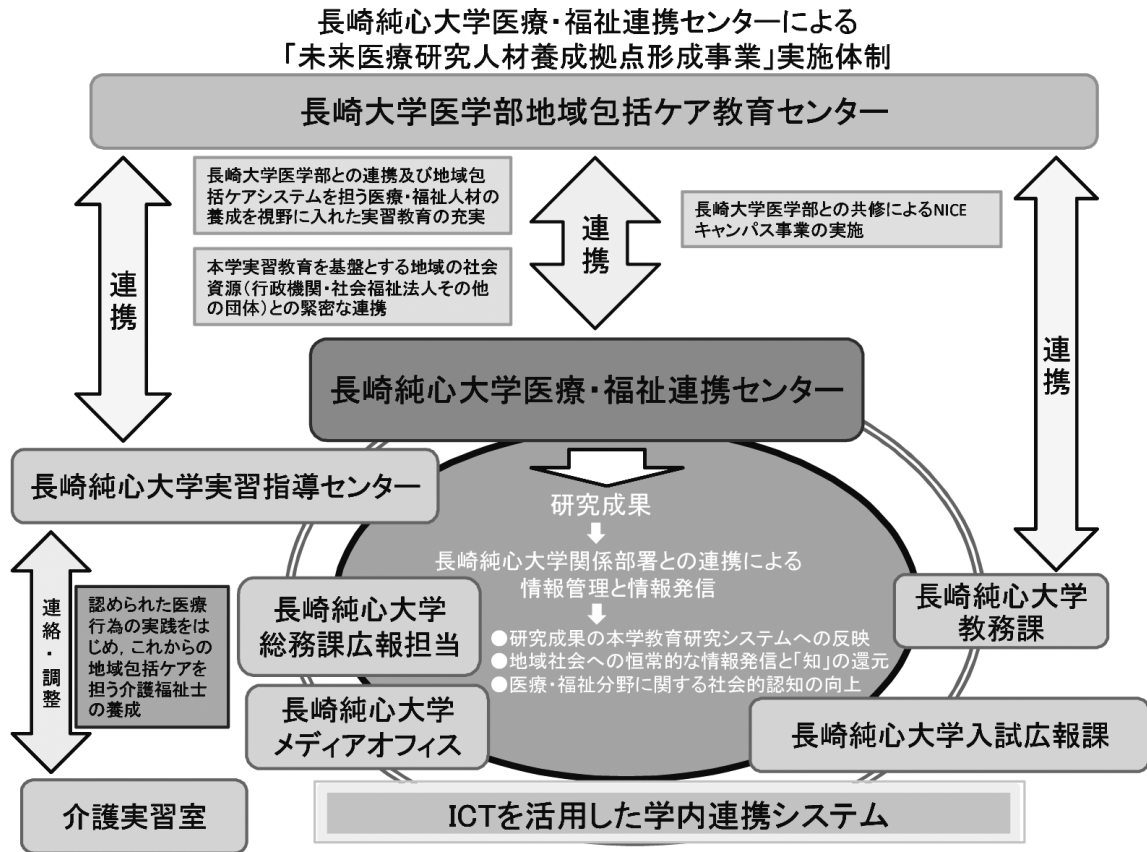 長崎純心大学医療・福祉連携センターによる
「未来医療研究人材養成拠点形成事業」実施体制
長崎大学医学部地域包括ケア教育センター
連携
長崎大学医学部との連携及び地域包
括ケアシステムを担う医療・福祉人材の
養成を視野に入れた実習教育の充実
本学実習教育を基盤とする地域の社会
資源(行政機関・社会福祉法人その他
の団体)との緊密な連携
連携
長崎大学医学部との共修によるNICE
キャンパス事業の実施
連携
長崎純心大学医療・福祉連携センター
長崎純心大学実習指導センター
研究成果
長崎純心大学関係部署との連携による
情報管理と情報発信
●研究成果の本学教育研究システムへの反映
●地域社会への恒常的な情報発信と「知」の還元
●医療・福祉分野に関する社会的認知の向上
連絡・調整
認められた医療
行為の実践をは
じめ,これからの
地域包括ケアを
担う介護福祉士
の養成
長崎純心大学
総務課広報担当
長崎純心大学
メディアオフィス
長崎純心大学
教務課
長崎純心大学入試広報課
介護実習室
ICTを活用した学内連携システム